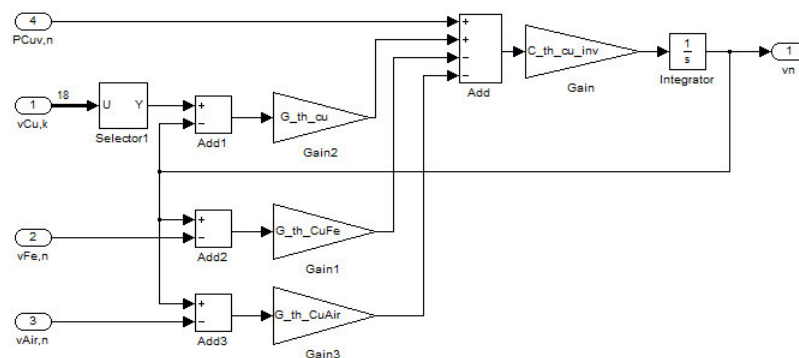 4
PCuv,n
+
+
−
−
Add
C_th_cu_inv
Gain
1
s
Integrator
1
vn
18
1
vCu,k
U Y
Selector1
+
−
Add1
G_th_cu
Gain2
2
vFe,n
+
−
Add2
G_th_CuFe
Gain1
3
vAir,n
+
−
Add3
G_th_CuAir
Gain3